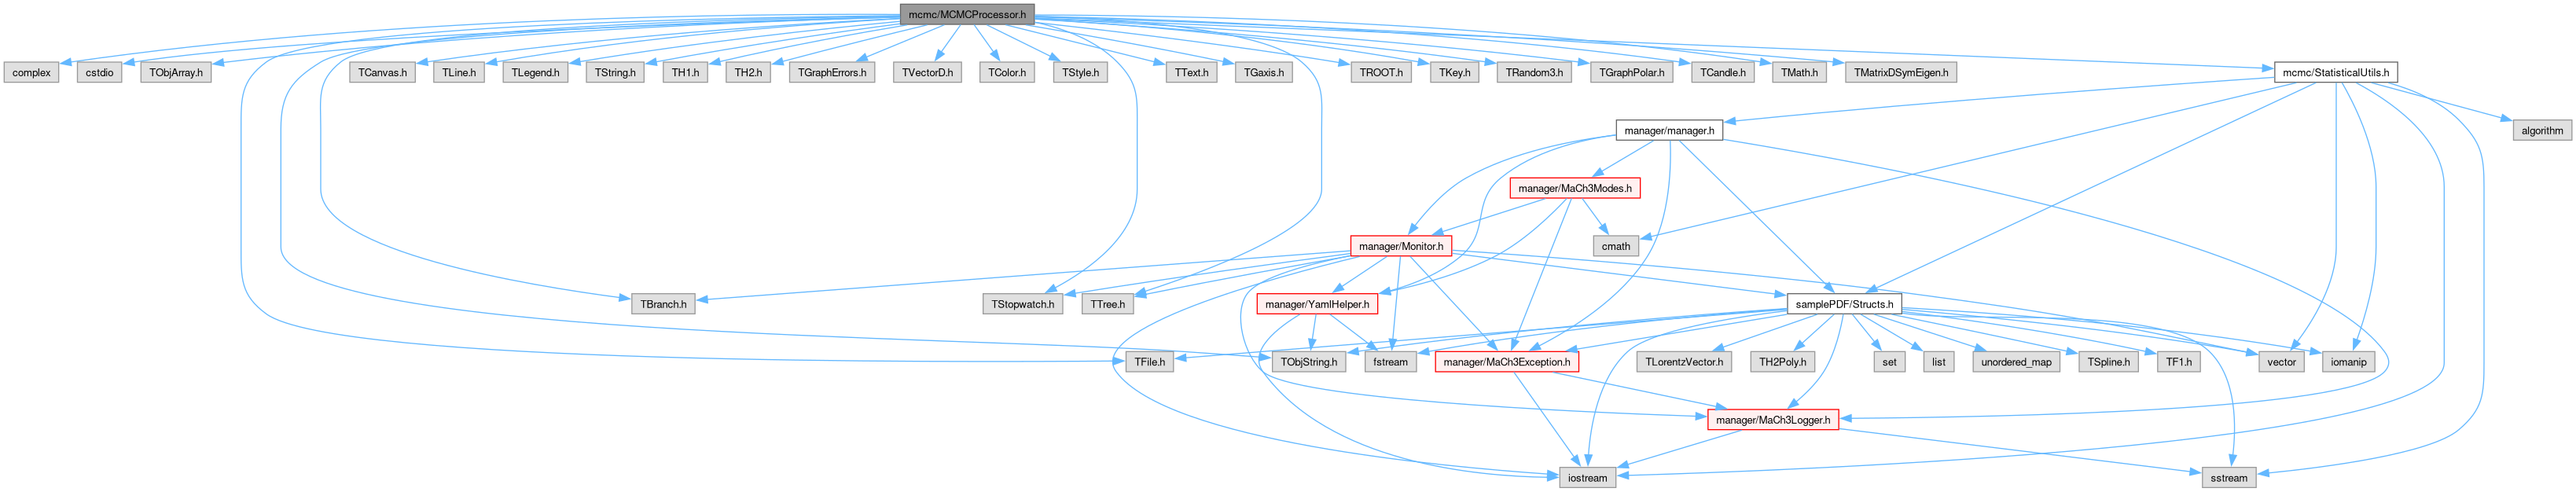 mcmc/MCMCProcessor.h
complex
cstdio
TObjArray.h
TCanvas.h
TLine.h
TLegend.h
TString.h
TH1.h
TH2.h
TGraphErrors.h
TVectorD.h
TColor.h
TStyle.h
TText.h
TGaxis.h
TROOT.h
TKey.h
TRandom3.h
TGraphPolar.h
TCandle.h
TMath.h
TMatrixDSymEigen.h
mcmc/StatisticalUtils.h
manager/manager.h
algorithm
manager/MaCh3Modes.h
manager/Monitor.h
cmath
TBranch.h
TStopwatch.h
TTree.h
manager/YamlHelper.h
samplePDF/Structs.h
TFile.h
TObjString.h
fstream
manager/MaCh3Exception.h
TLorentzVector.h
TH2Poly.h
set
list
unordered_map
TSpline.h
TF1.h
vector
iomanip
manager/MaCh3Logger.h
iostream
sstream